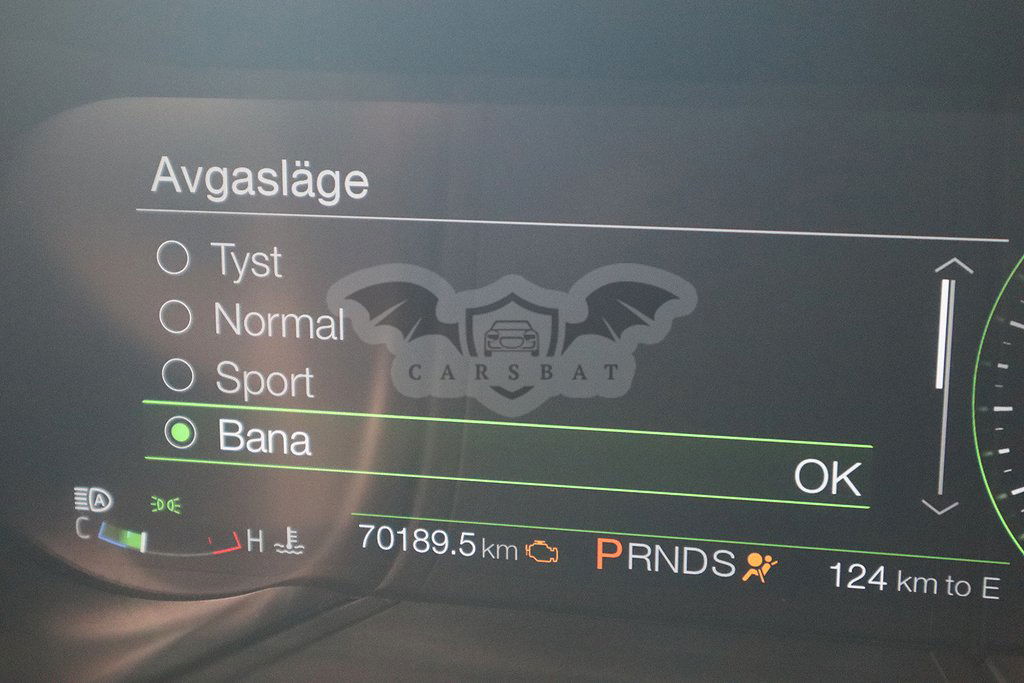 Avgasläge
Tyst
Normal
Sport
Bana
OK
C H
70189.5 km PRNDS 124 km to E
CARSBAT